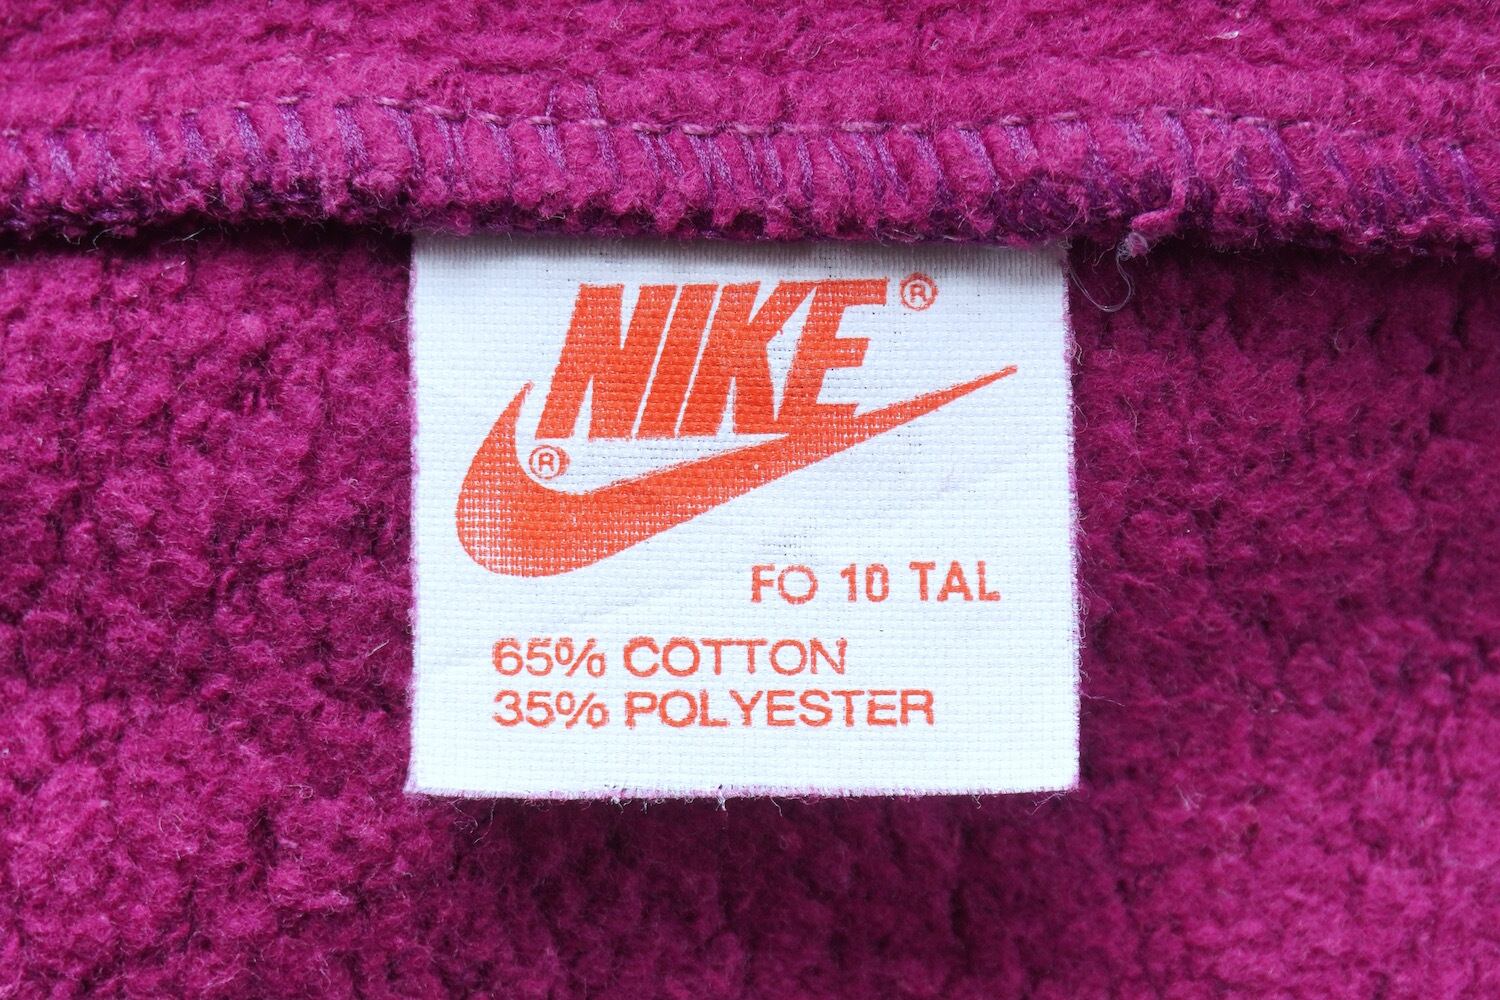 NIKE®
®
FO 10 TAL
65% COTTON
35% POLYESTER